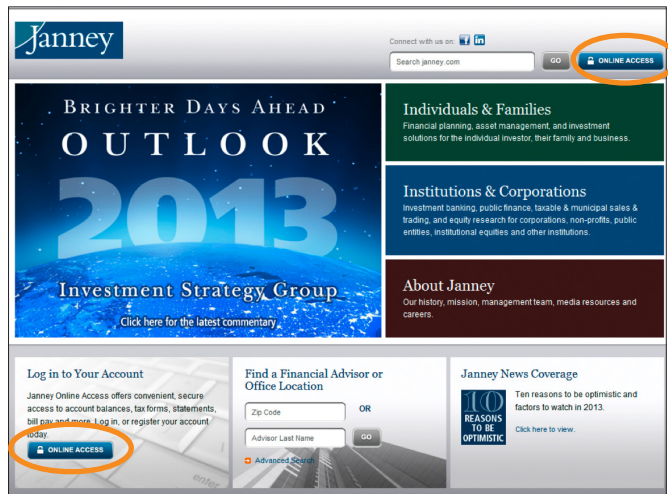 Janney
Connect with us on:
Search janney.com
GO
ONLINE ACCESS
BRIGHTER DAYS AHEAD
OUTLOOK
2013
Investment Strategy Group
Click here for the latest commentary
Individuals & Families
Financial planning, asset management, and investment
solutions for the individual investor, their family and business.
Institutions & Corporations
Investment banking, public finance, taxable & municipal sales &
trading, and equity research for corporations, non-profits, public
entities, institutional equities and other institutions.
About Janney
Our history, mission, management team, media resources and
careers.
Log in to Your Account
Janney Online Access offers convenient, secure
access to account balances, tax forms, statements,
bill pay and more. Log in, or register your account
today.
ONLINE ACCESS
enter
Find a Financial Advisor or
Office Location
Zip Code
OR
Advisor Last Name
GO
Advanced Search
Janney News Coverage
10
REASONS
TO BE
OPTIMISTIC
Ten reasons to be optimistic and
factors to watch in 2013.
Click here to view.